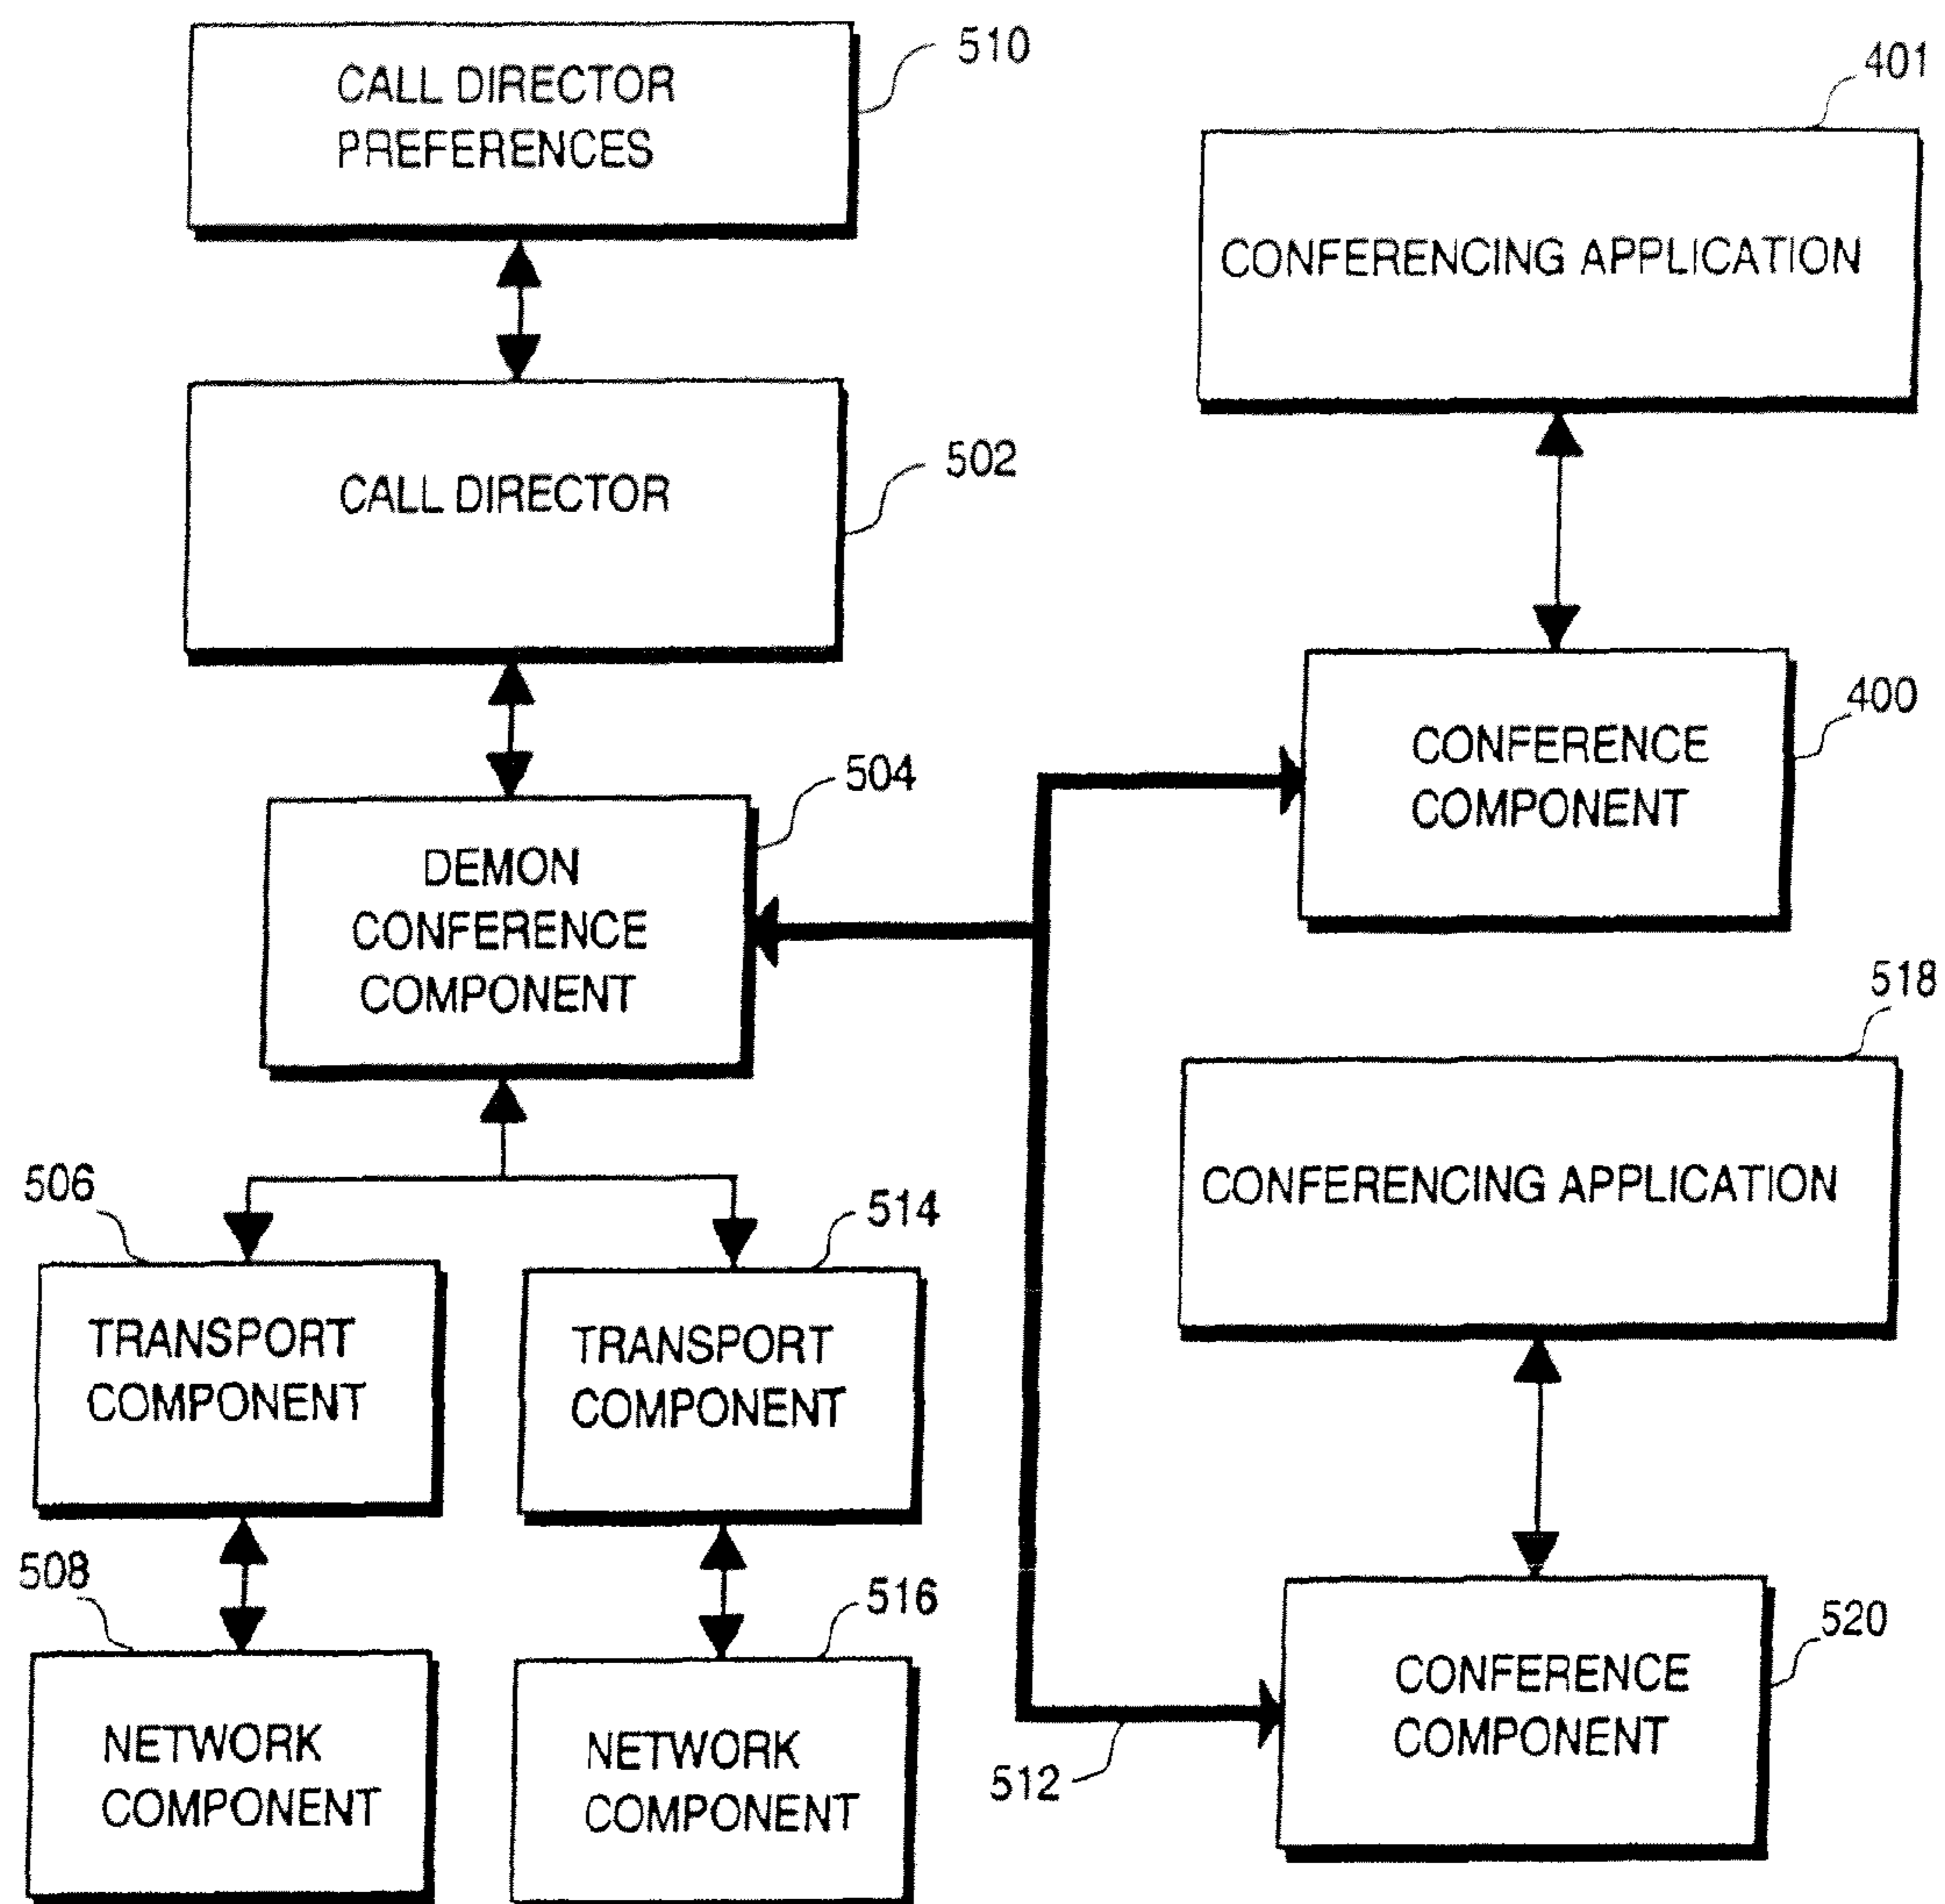 CALL DIRECTOR
PREFERENCES
510
401
CONFERENCING APPLICATION
CALL DIRECTOR
502
400
CONFERENCE
COMPONENT
504
DEMON
CONFERENCE
COMPONENT
518
CONFERENCING APPLICATION
506
514
TRANSPORT
COMPONENT
TRANSPORT
COMPONENT
508
516
520
NETWORK
COMPONENT
NETWORK
COMPONENT
512
CONFERENCE
COMPONENT